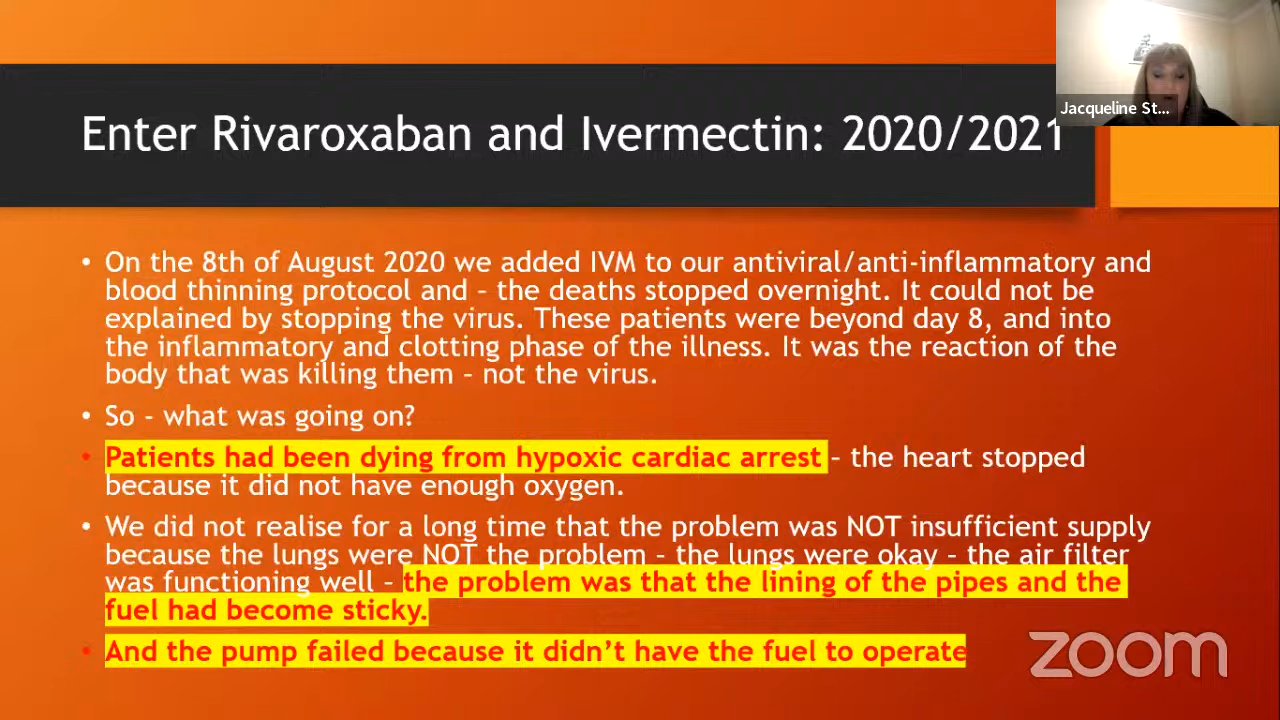 Jacqueline St...
Enter Rivaroxaban and Ivermectin: 2020/2021
• On the 8th of August 2020 we added IVM to our antiviral/anti-inflammatory and
blood thinning protocol and – the deaths stopped overnight. It could not be
explained by stopping the virus. These patients were beyond day 8, and into
the inflammatory and clotting phase of the illness. It was the reaction of the
body that was killing them – not the virus.
• So - what was going on?
• Patients had been dying from hypoxic cardiac arrest – the heart stopped
because it did not have enough oxygen.
• We did not realise for a long time that the problem was NOT insufficient supply
because the lungs were NOT the problem – the lungs were okay – the air filter
was functioning well – the problem was that the lining of the pipes and the
fuel had become sticky.
• And the pump failed because it didn’t have the fuel to operate
zoom